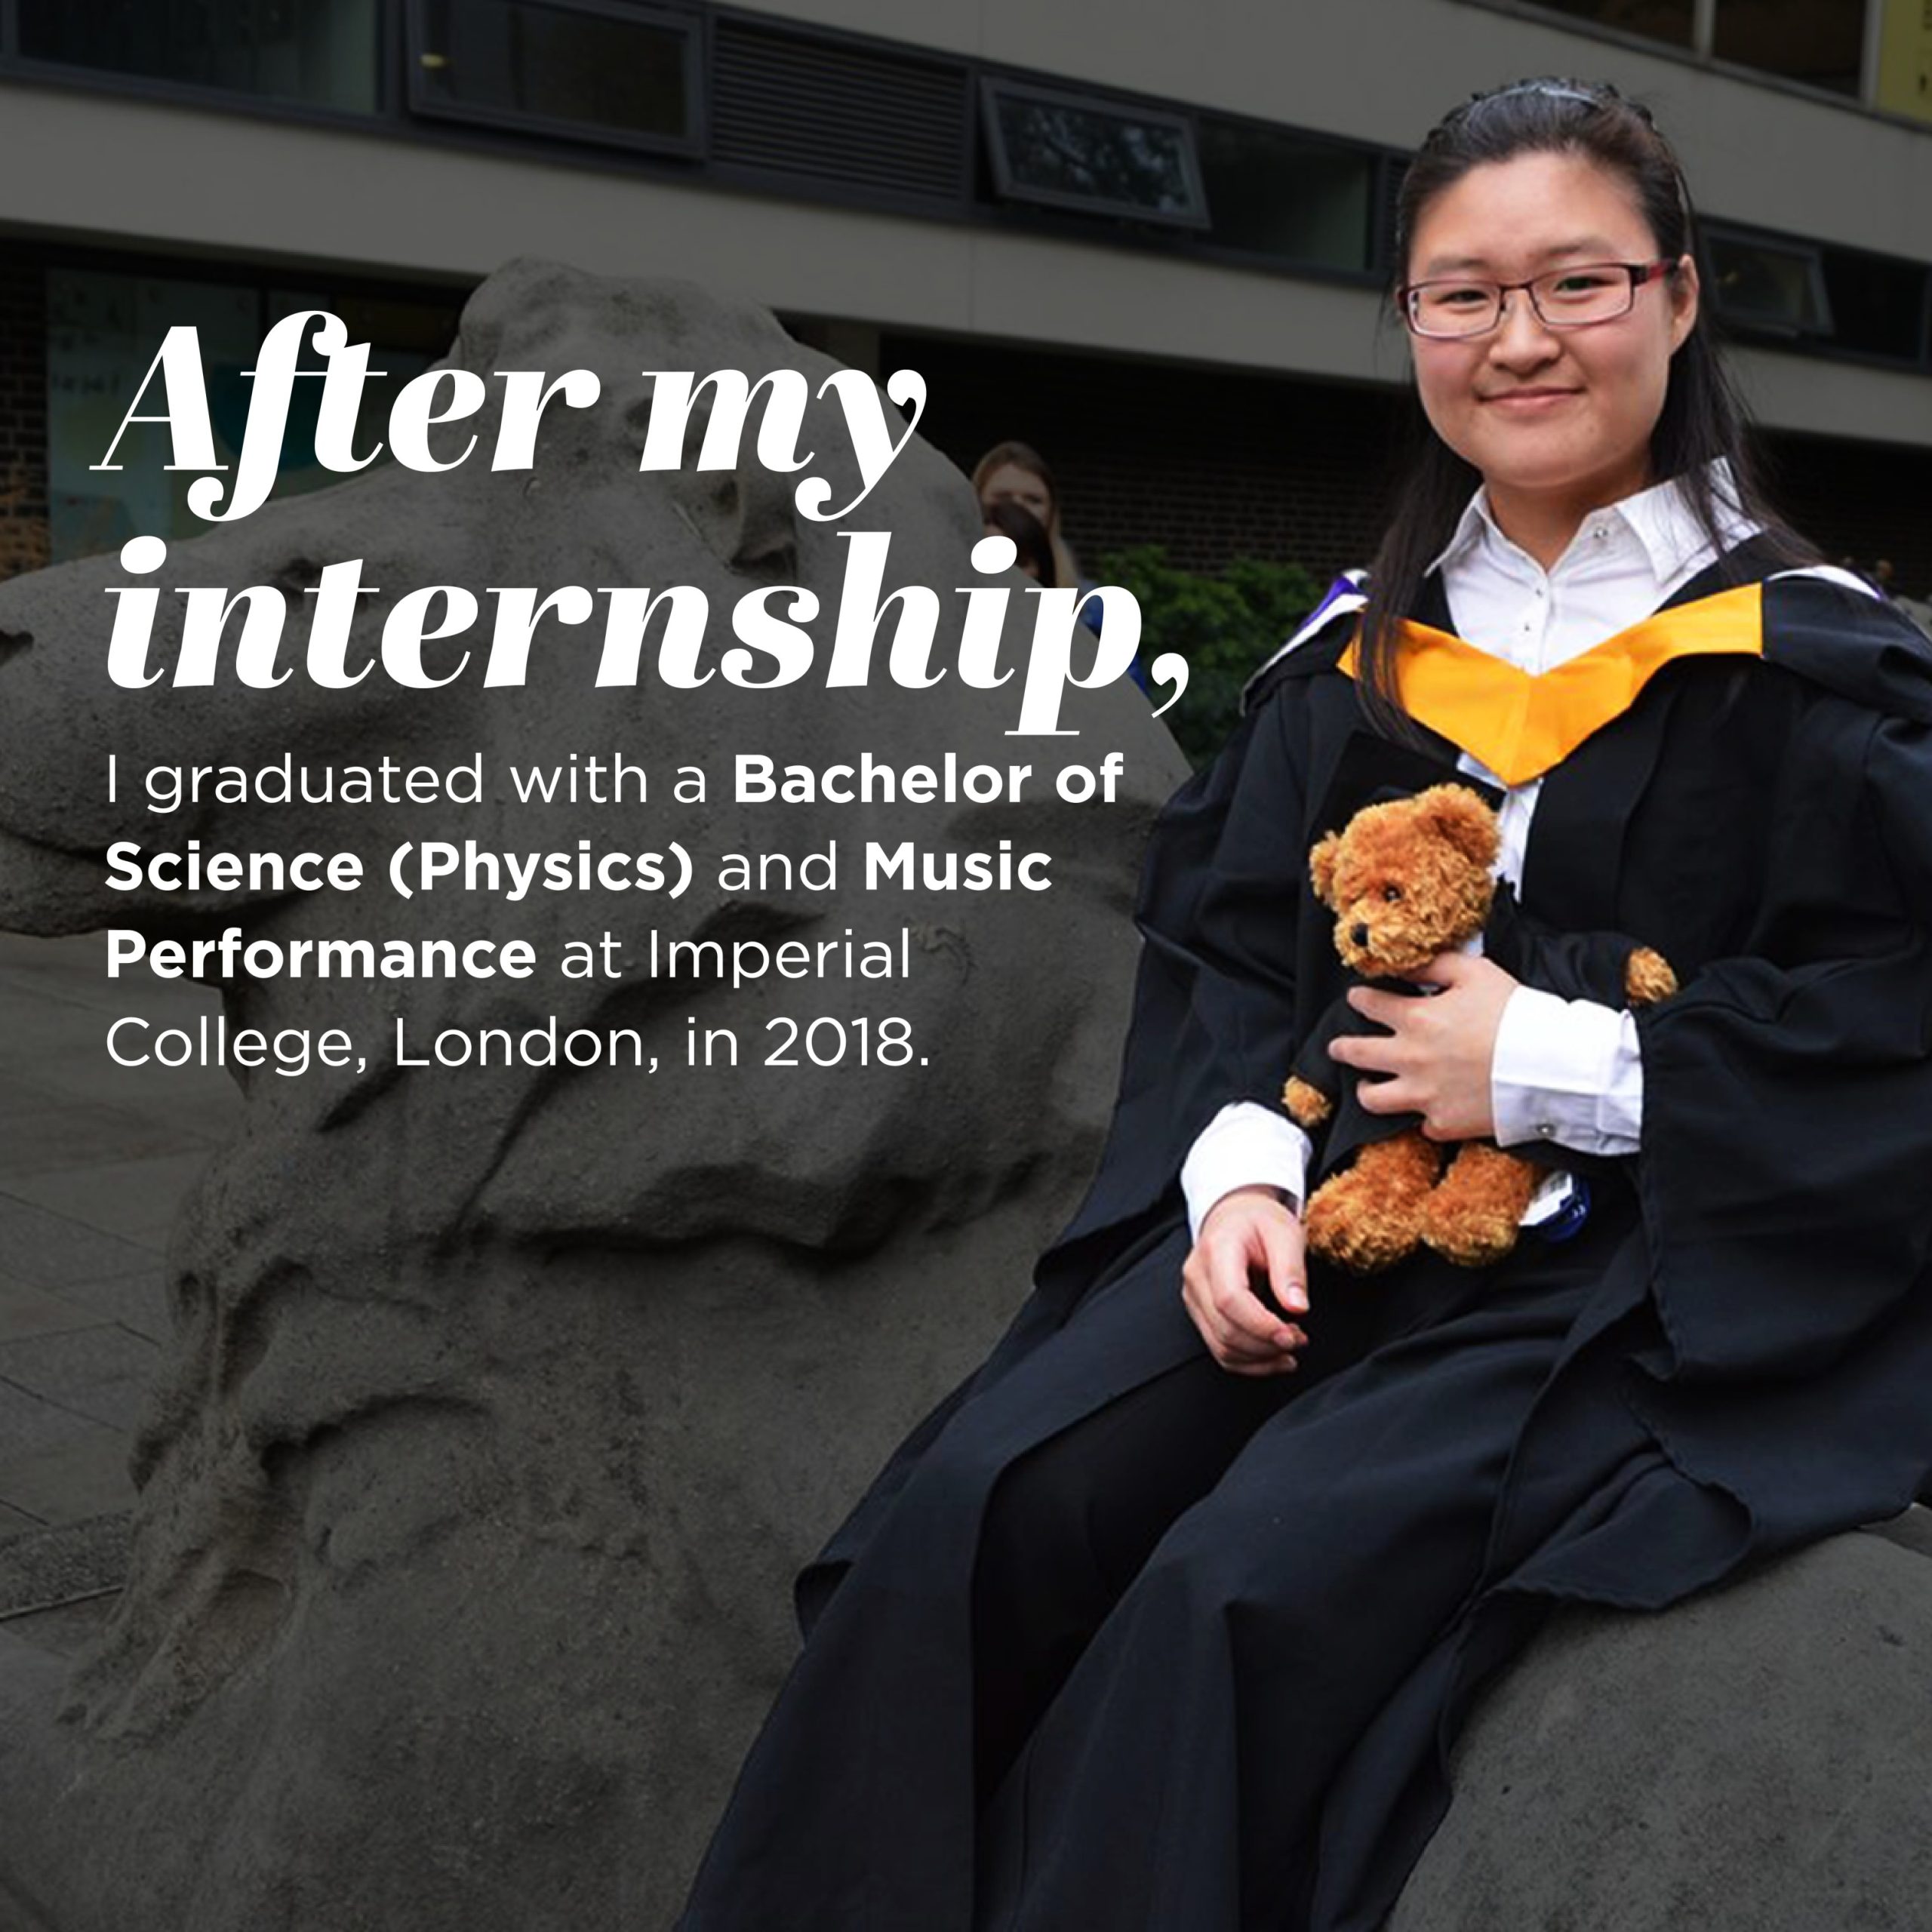 After my
internship,
I graduated with a Bachelor of
Science (Physics) and Music
Performance at Imperial
College, London, in 2018.